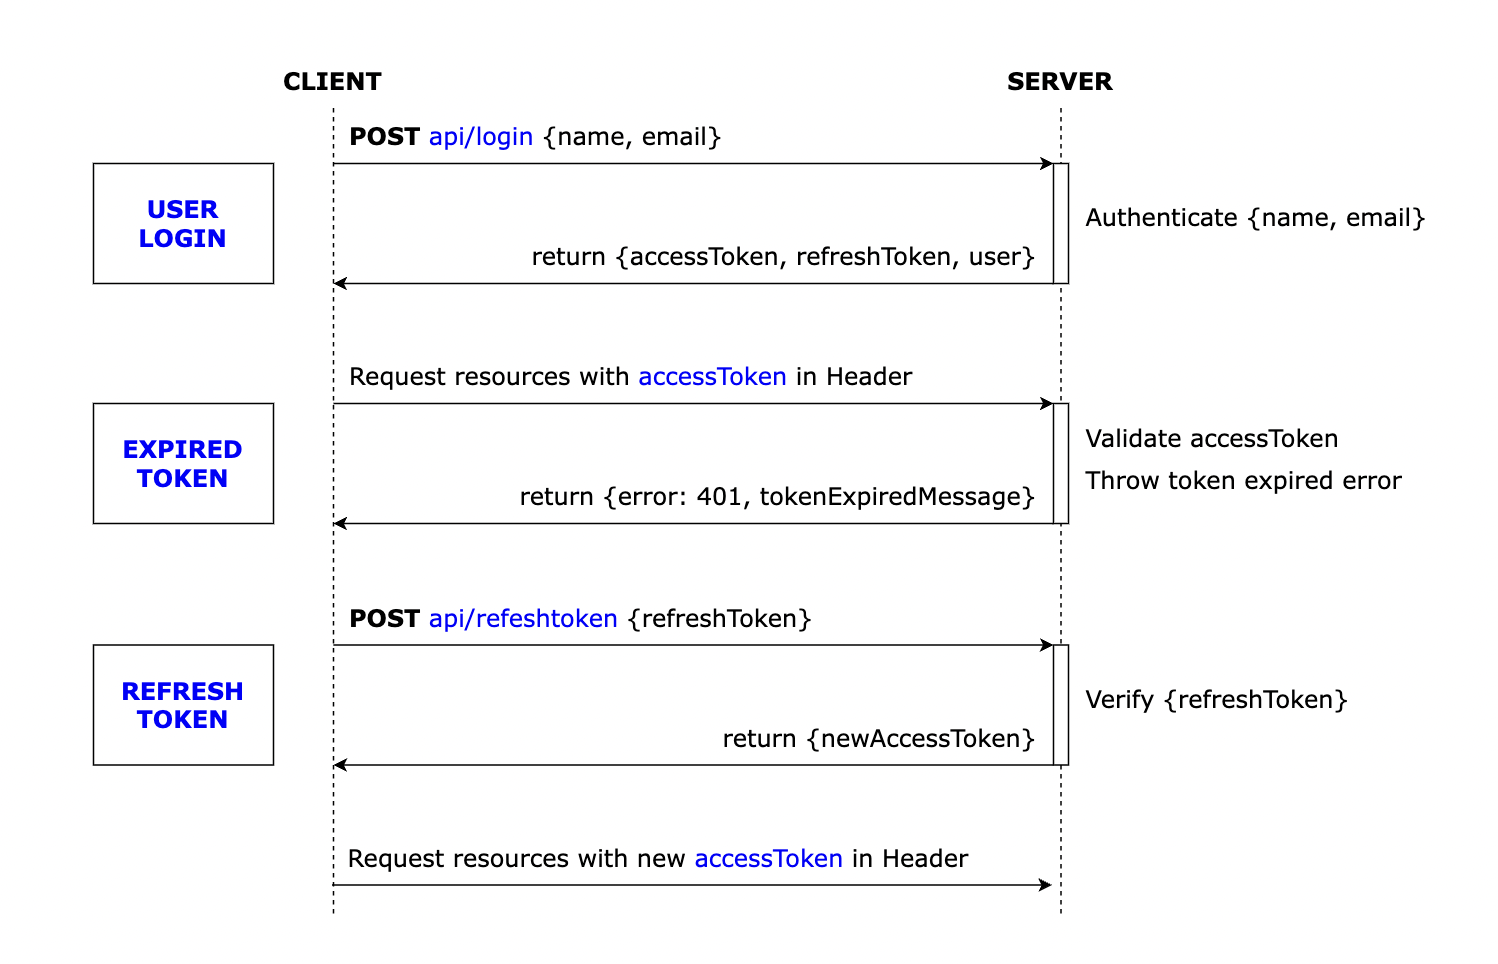 CLIENT
SERVER
POST api/login {name, email}
USER
LOGIN
Authenticate {name, email}
return {accessToken, refreshToken, user}
Request resources with accessToken in Header
EXPIRED
TOKEN
Validate accessToken
Throw token expired error
return {error: 401, tokenExpiredMessage}
POST api/refeshtoken {refreshToken}
REFRESH
TOKEN
Verify {refreshToken}
return {newAccessToken}
Request resources with new accessToken in Header